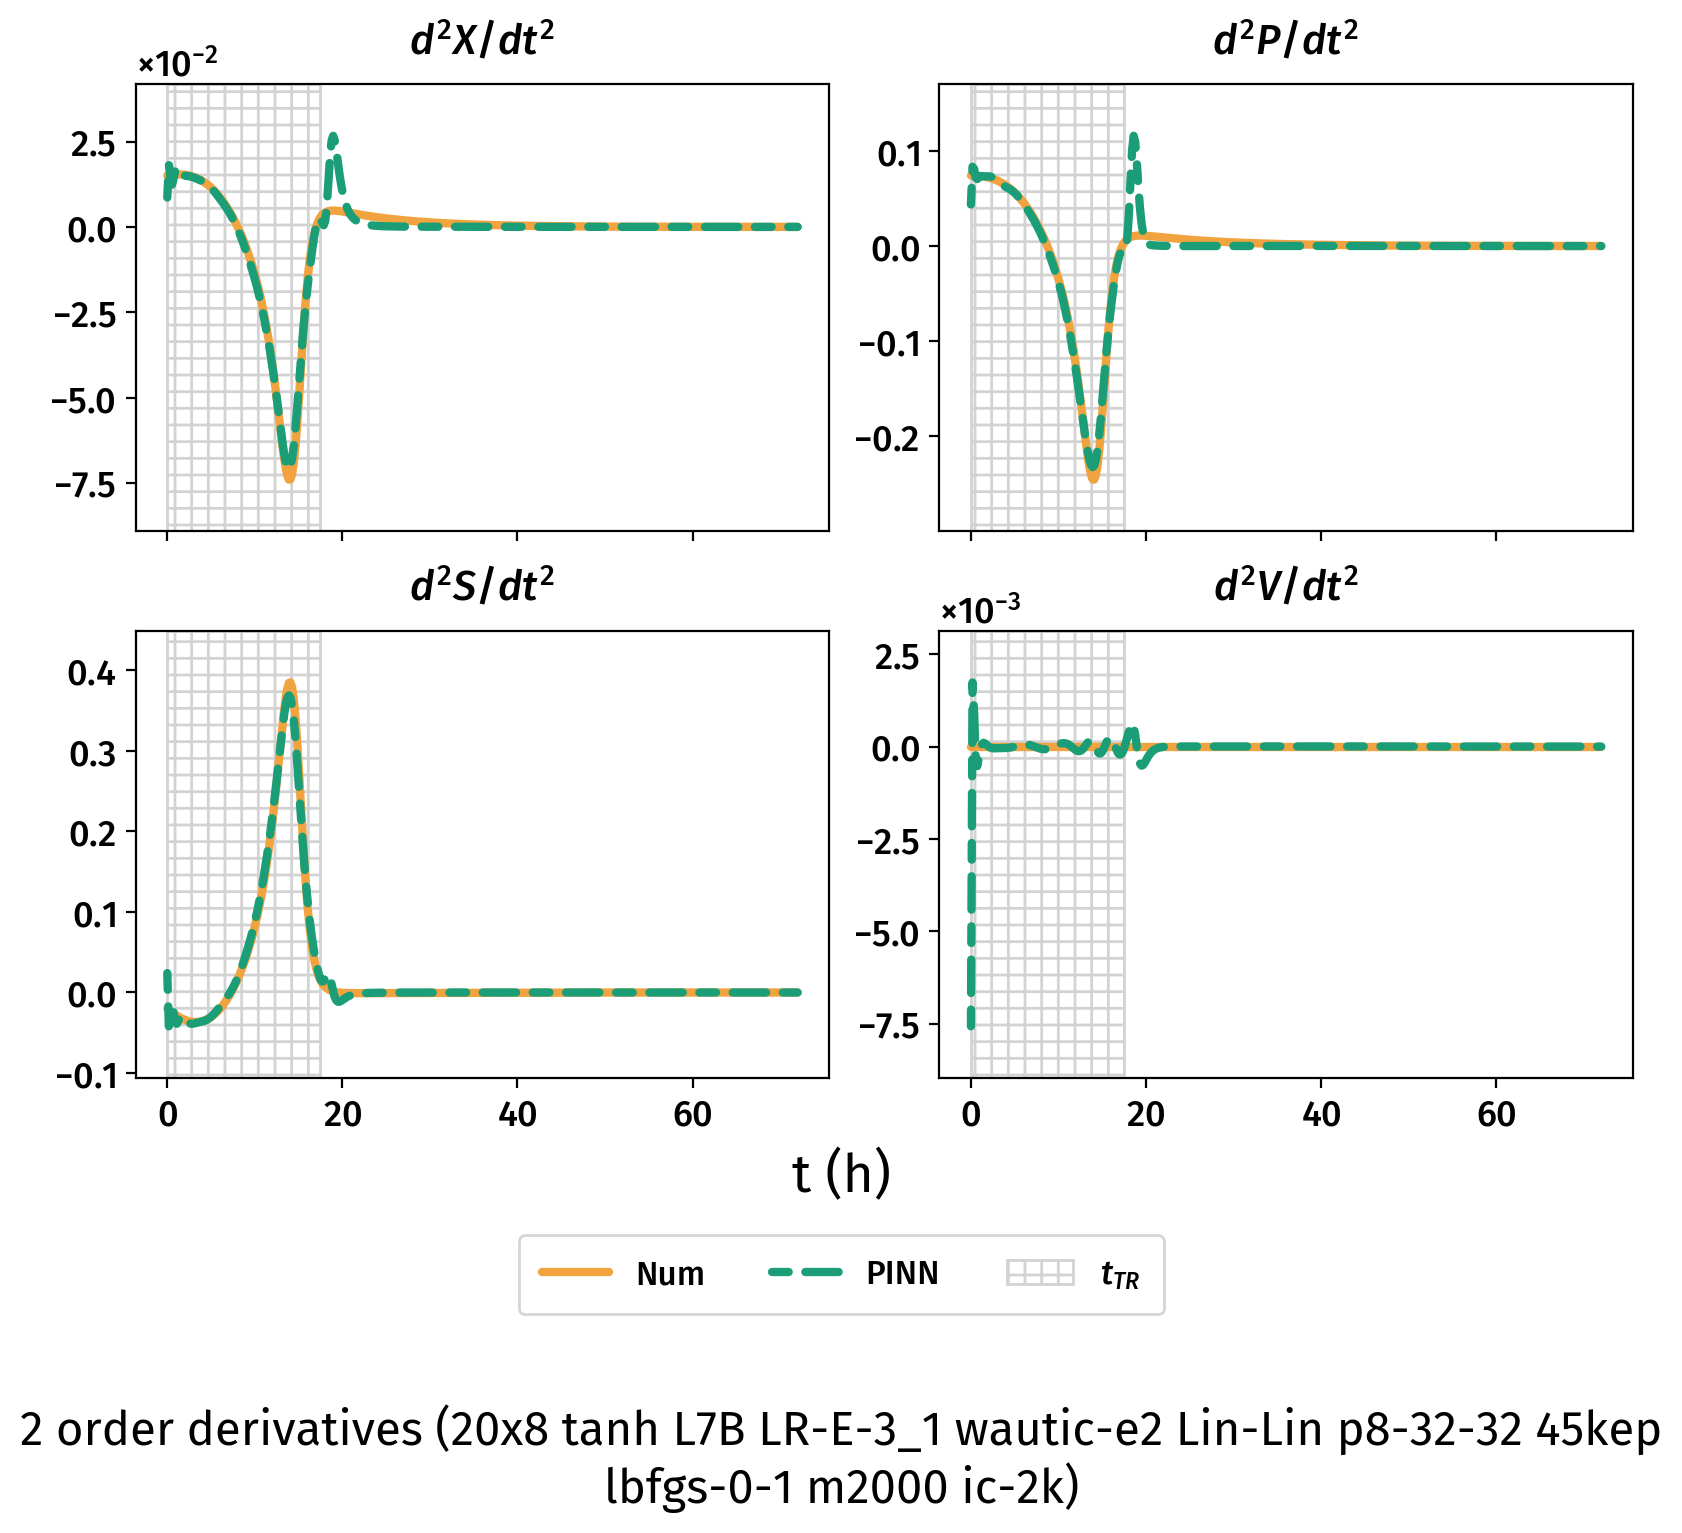 d²X/dt²
×10⁻²
2.5
0.0
−2.5
−5.0
−7.5
d²P/dt²
0.1
0.0
−0.1
−0.2
d²S/dt²
0.4
0.3
0.2
0.1
0.0
−0.1
0 20 40 60
d²V/dt²
×10⁻³
2.5
0.0
−2.5
−5.0
−7.5
0 20 40 60
t (h)
Num PINN t_TR
2 order derivatives (20x8 tanh L7B LR-E-3_1 wautic-e2 Lin-Lin p8-32-32 45kep
lbfgs-0-1 m2000 ic-2k)